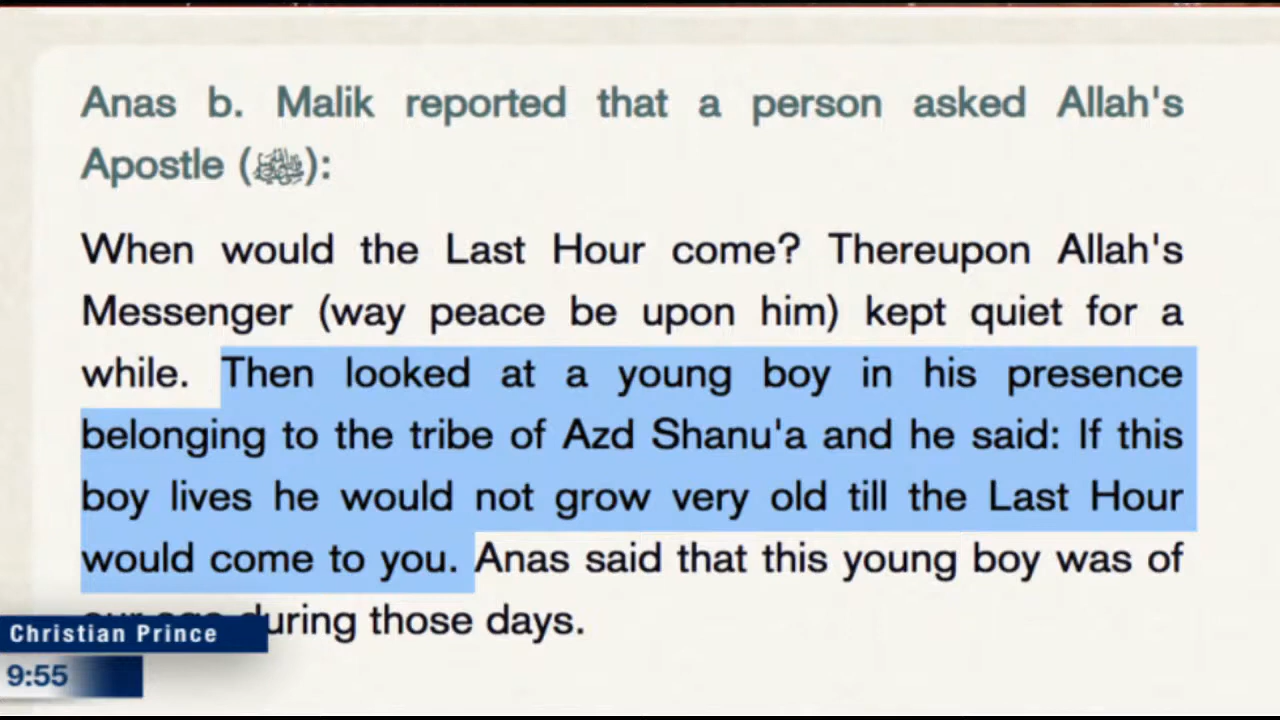 Anas b. Malik reported that a person asked Allah's
Apostle (ﷺ):
When would the Last Hour come? Thereupon Allah's
Messenger (way peace be upon him) kept quiet for a
while. Then looked at a young boy in his presence
belonging to the tribe of Azd Shanu'a and he said: If this
boy lives he would not grow very old till the Last Hour
would come to you. Anas said that this young boy was of
our age during those days.
Christian Prince
9:55